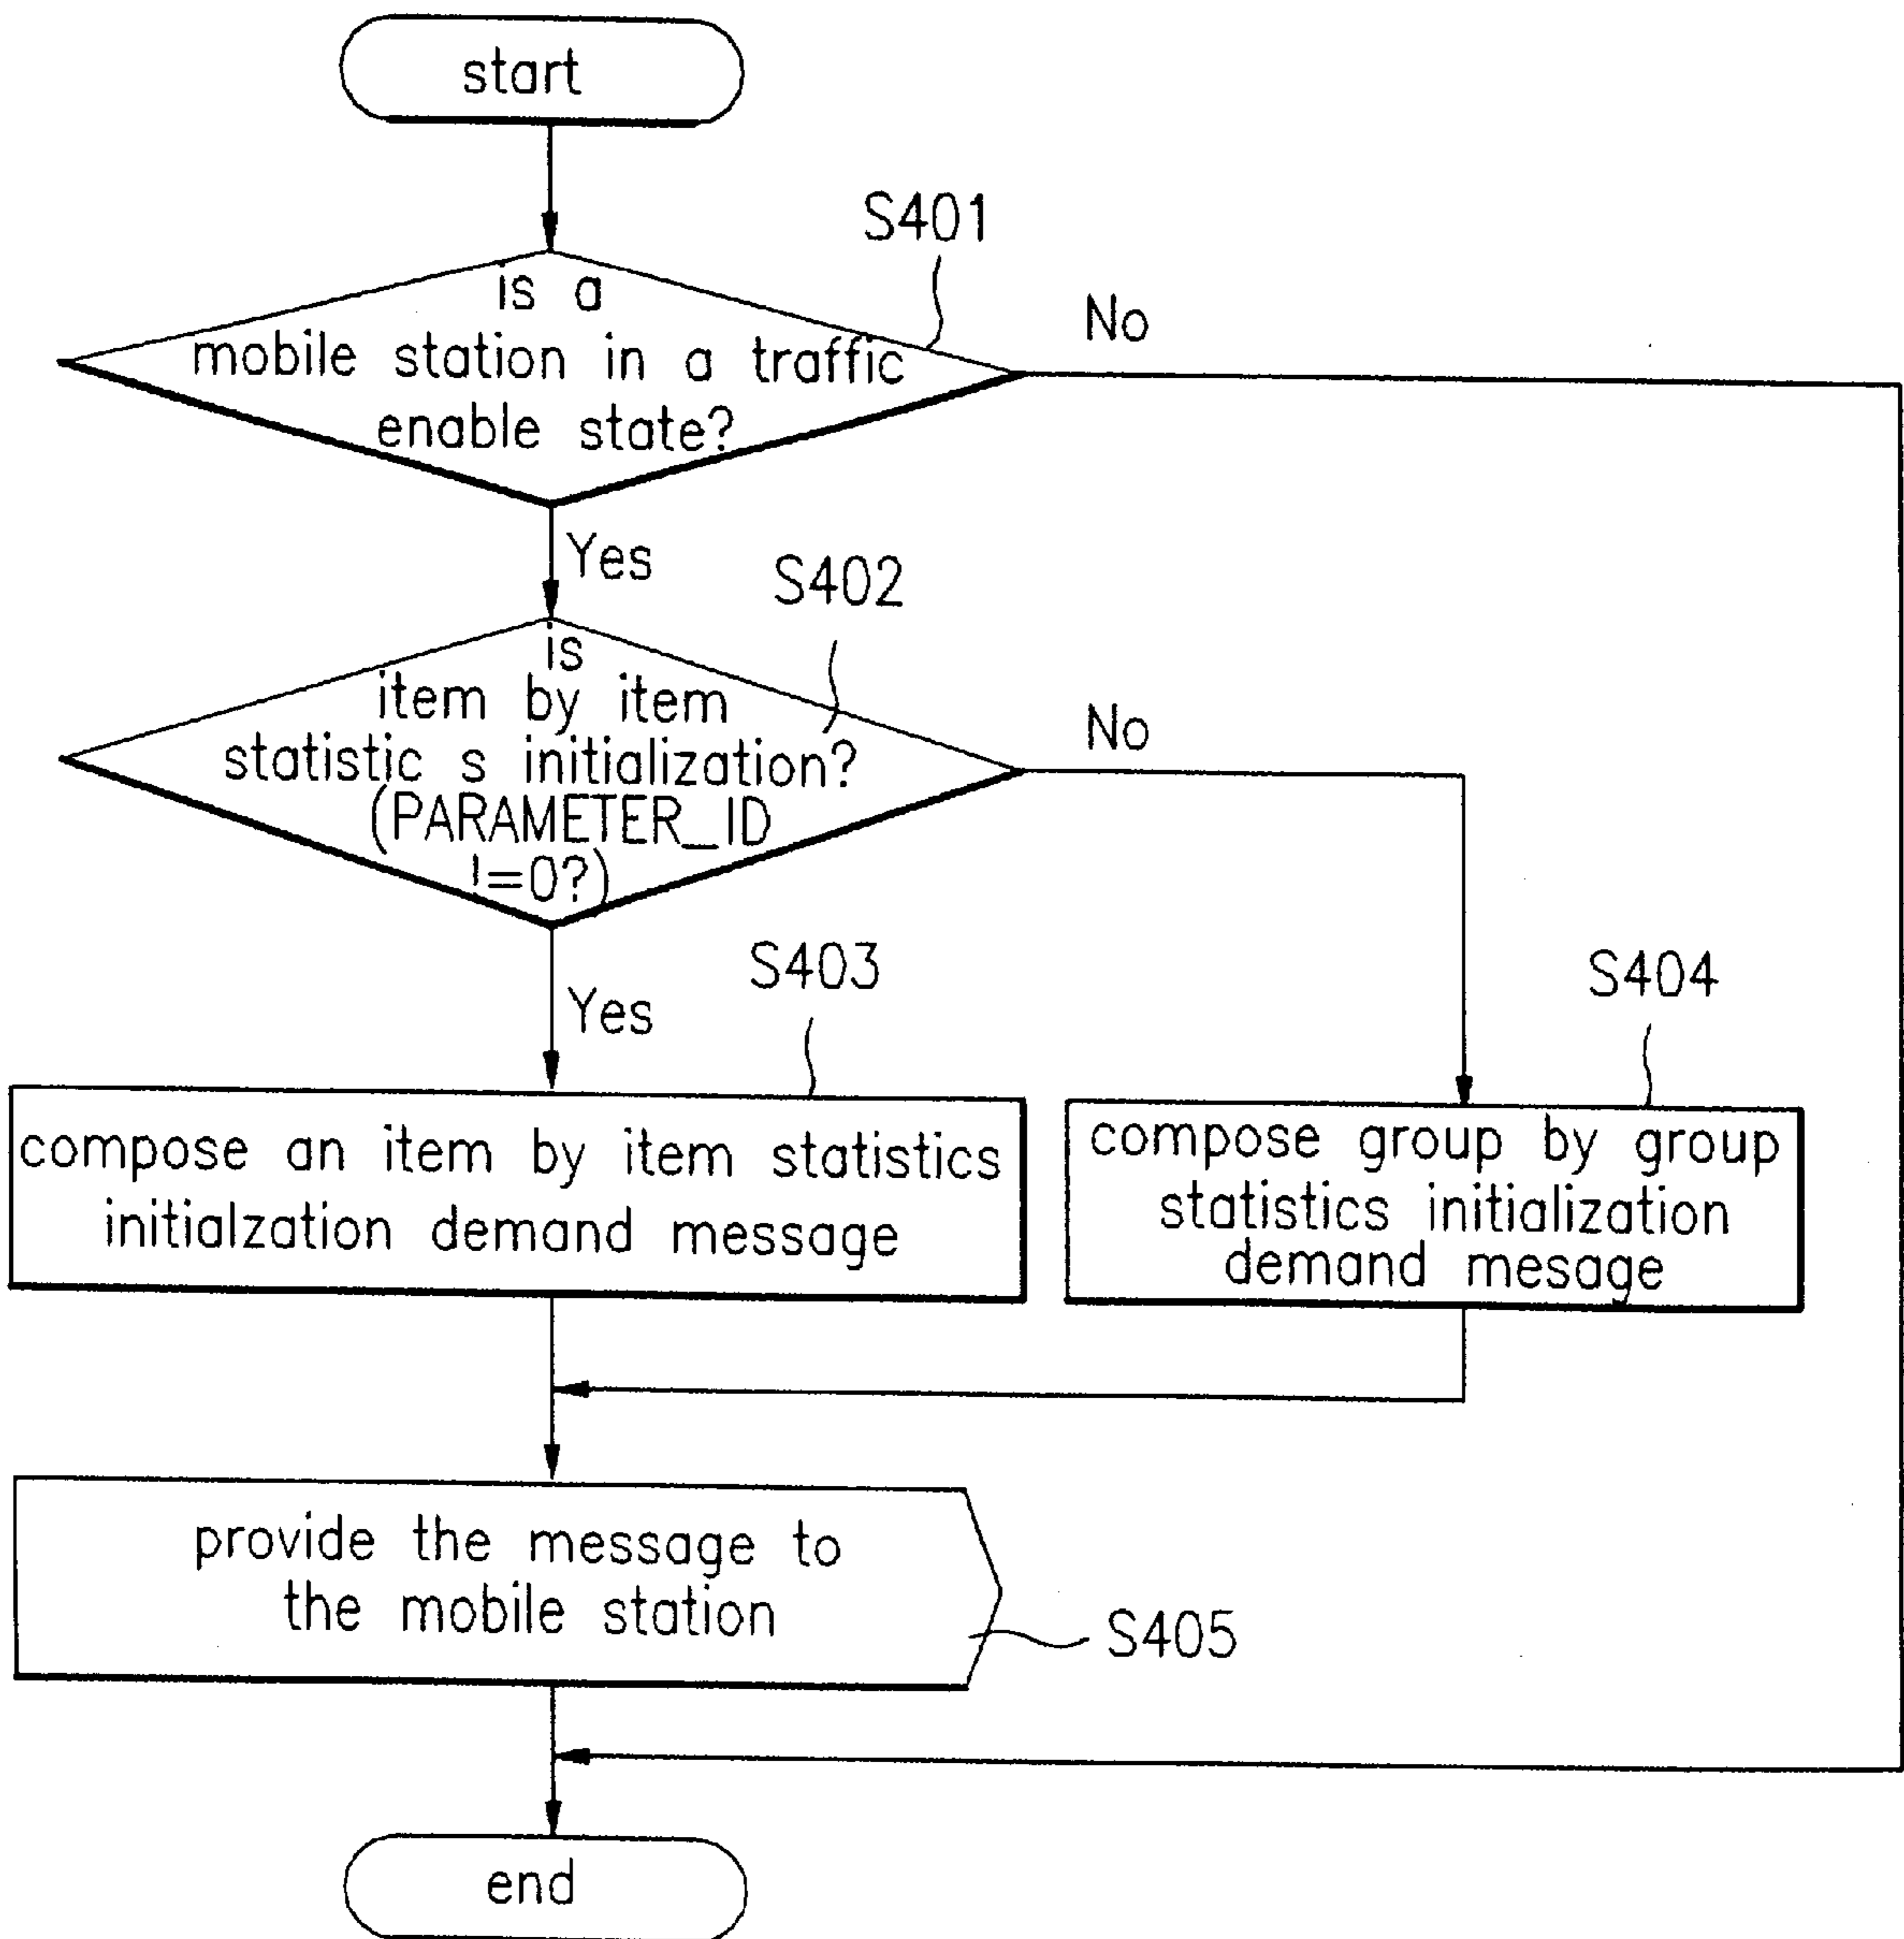 start
S401
is a
mobile station in a traffic
enable state?
No
Yes
S402
is
item by item
statistic s initialization?
(PARAMETER_ID
!=0?)
No
Yes
S403
S404
compose an item by item statistics
initialzation demand message
compose group by group
statistics initialization
demand mesage
provide the message to
the mobile station
S405
end